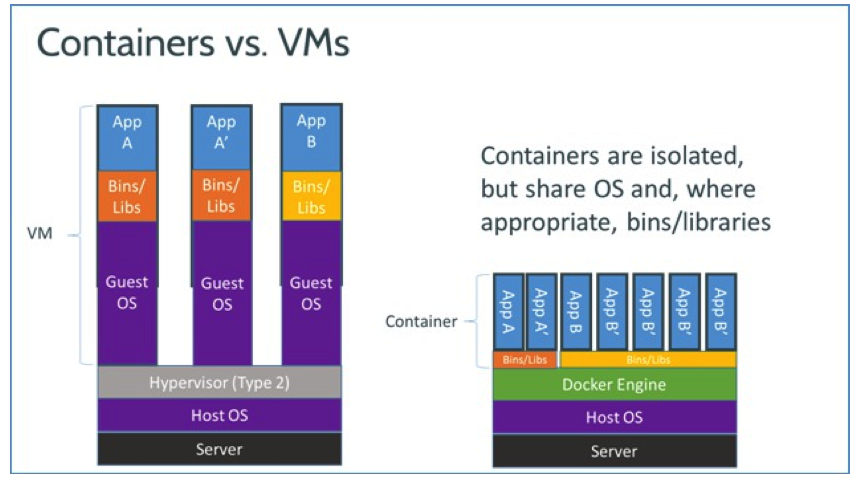 Containers vs. VMs
App
A
App
A’
App
B
Bins/
Libs
Bins/
Libs
Bins/
Libs
VM
Guest
OS
Guest
OS
Guest
OS
Hypervisor (Type 2)
Host OS
Server
Containers are isolated,
but share OS and, where
appropriate, bins/libraries
Container
App A
App A’
App B
App B’
App B’
App B’
App B’
Bins/Libs
Bins/Libs
Docker Engine
Host OS
Server